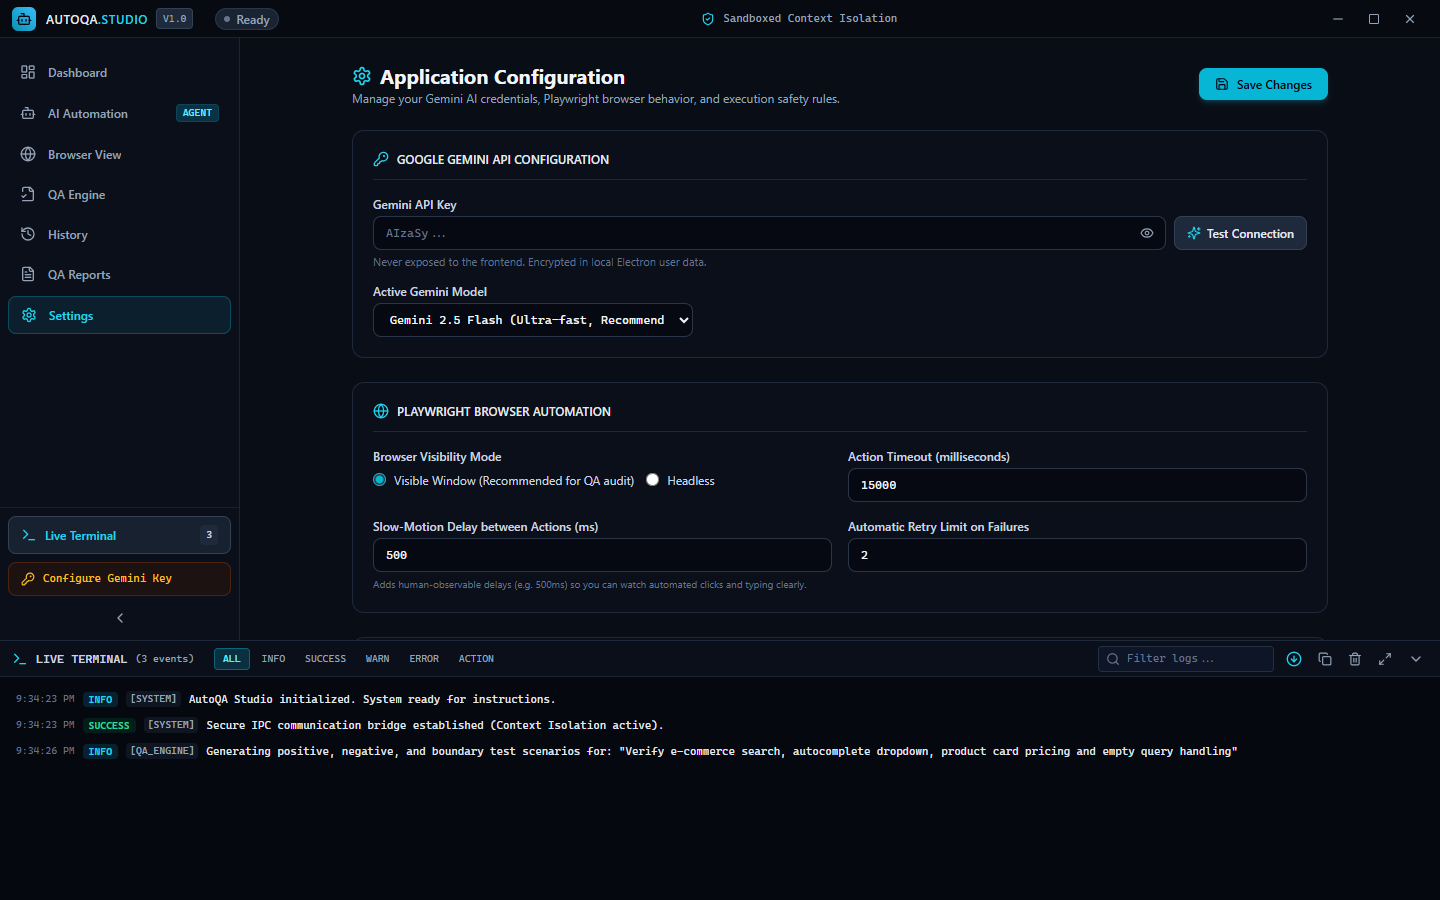 AUTOQA.STUDIO V1.0 Ready Sandboxed Context Isolation
Dashboard
AI Automation AGENT
Browser View
QA Engine
History
QA Reports
Settings
Live Terminal 3
Configure Gemini Key
Application Configuration
Manage your Gemini AI credentials, Playwright browser behavior, and execution safety rules.
Save Changes
GOOGLE GEMINI API CONFIGURATION
Gemini API Key
AIzaSy...
Test Connection
Never exposed to the frontend. Encrypted in local Electron user data.
Active Gemini Model
Gemini 2.5 Flash (Ultra-fast, Recommend
PLAYWRIGHT BROWSER AUTOMATION
Browser Visibility Mode
Visible Window (Recommended for QA audit) Headless
Action Timeout (milliseconds)
15000
Slow-Motion Delay between Actions (ms)
500
Adds human-observable delays (e.g. 500ms) so you can watch automated clicks and typing clearly.
Automatic Retry Limit on Failures
2
LIVE TERMINAL (3 events) ALL INFO SUCCESS WARN ERROR ACTION Filter logs...
9:34:23 PM INFO [SYSTEM] AutoQA Studio initialized. System ready for instructions.
9:34:23 PM SUCCESS [SYSTEM] Secure IPC communication bridge established (Context Isolation active).
9:34:26 PM INFO [QA_ENGINE] Generating positive, negative, and boundary test scenarios for: "Verify e-commerce search, autocomplete dropdown, product card pricing and empty query handling"